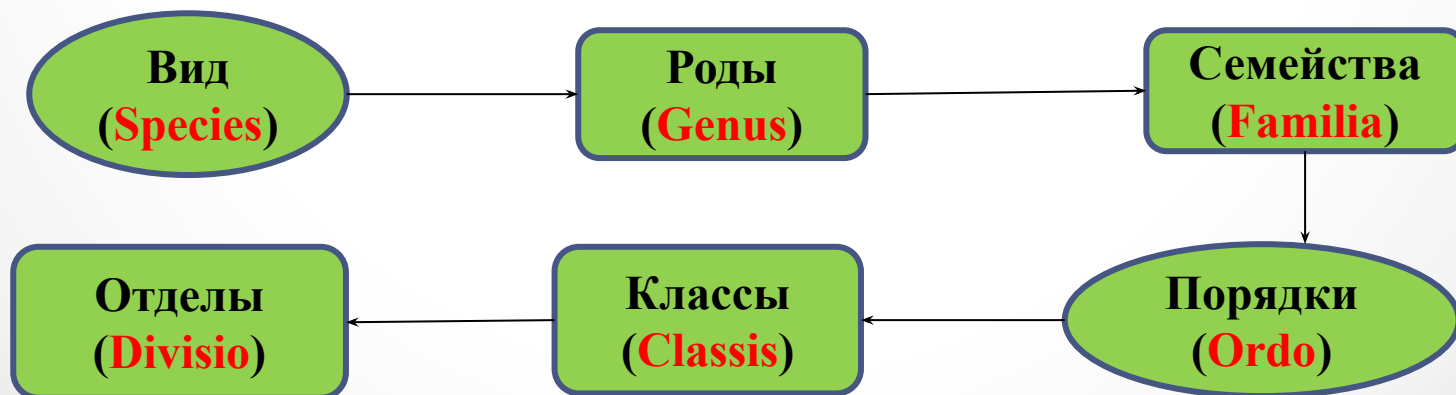 Вид
(Species)
Роды
(Genus)
Семейства
(Familia)
Порядки
(Ordo)
Классы
(Classis)
Отделы
(Divisio)